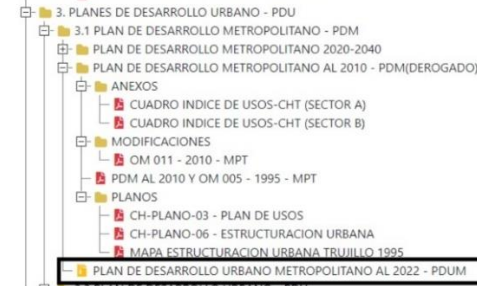 3. PLANES DE DESARROLLO URBANO - PDU
3.1 PLAN DE DESARROLLO METROPOLITANO - PDM
PLAN DE DESARROLLO METROPOLITANO 2020-2040
PLAN DE DESARROLLO METROPOLITANO AL 2010 - PDM(DEROGADO)
ANEXOS
CUADRO INDICE DE USOS-CHT (SECTOR A)
CUADRO INDICE DE USOS-CHT (SECTOR B)
MODIFICACIONES
OM 011 - 2010 - MPT
PDM AL 2010 Y OM 005 - 1995 - MPT
PLANOS
CH-PLANO-03 - PLAN DE USOS
CH-PLANO-06 - ESTRUCTURACION URBANA
MAPA ESTRUCTURACION URBANA TRUJILLO 1995
PLAN DE DESARROLLO URBANO METROPOLITANO AL 2022 - PDUM